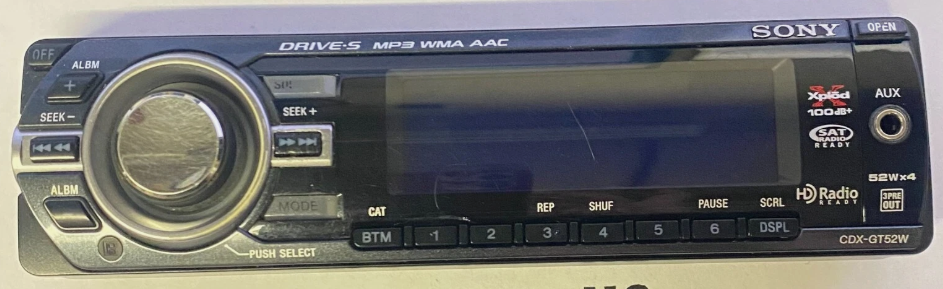 OFF
DRIVE-S MP3 WMA AAC
SONY
OPEN
ALBM
+
SEEK -
SEEK +
ALBM
MODE
PUSH SELECT
Xplod
100dB+
SAT
RADIO
READY
HD Radio
READY
AUX
52W×4
3PRE
OUT
CAT
REP
SHUF
PAUSE
SCRL
BTM
1
2
3
4
5
6
DSPL
CDX-GT52W